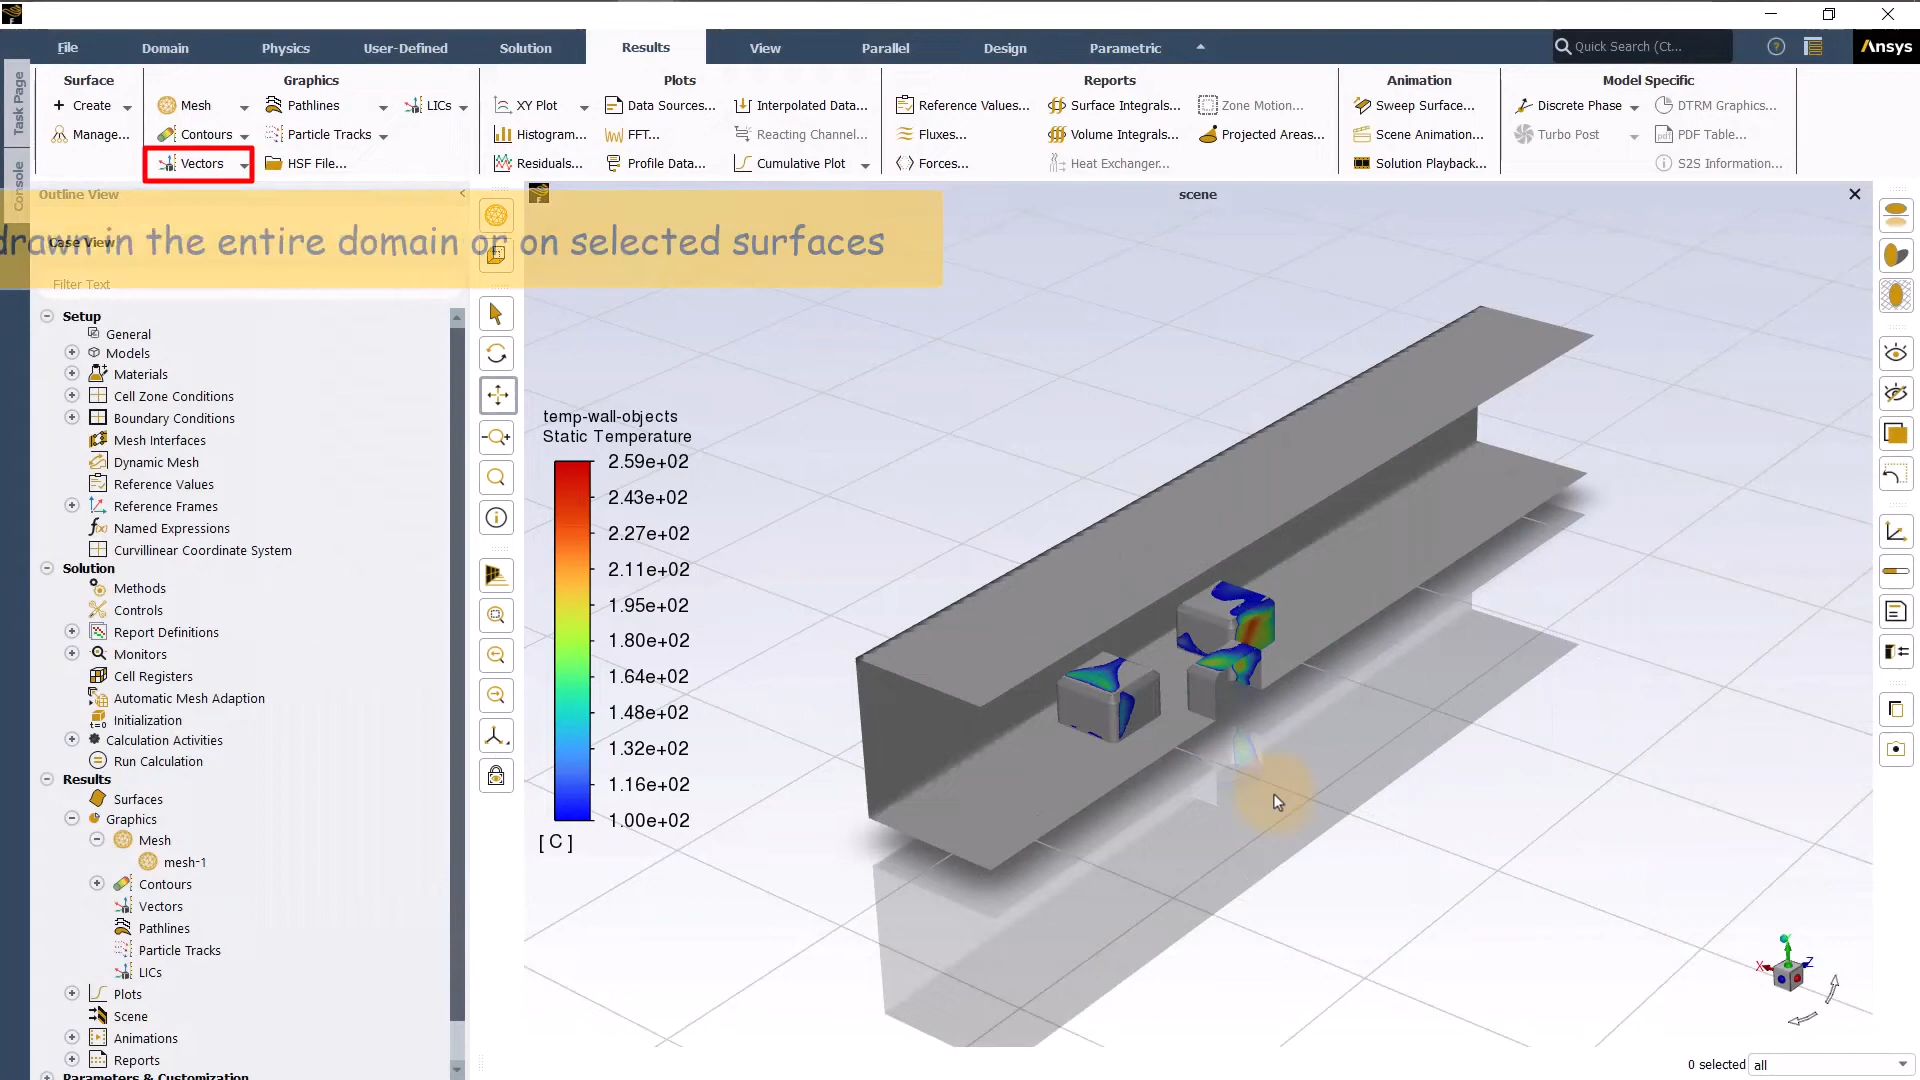 File Domain Physics User-Defined Solution Results View Parallel Design Parametric Quick Search (Ct... Ansys
Surface Graphics Plots Reports Animation Model Specific
Create Mesh Pathlines LICs XY Plot Data Sources... Interpolated Data... Reference Values... Surface Integrals... Zone Motion... Sweep Surface... Discrete Phase DTRM Graphics...
Manage... Contours Particle Tracks Histogram... FFT... Reacting Channel... Fluxes... Volume Integrals... Projected Areas... Scene Animation... Turbo Post PDF Table...
Vectors HSF File... Residuals... Profile Data... Cumulative Plot Forces... Heat Exchanger... Solution Playback... S2S Information...
Task Page
Console
Outline View
scene
drawn in the entire domain or on selected surfaces
Case View
Filter Text
Setup
General
Models
Materials
Cell Zone Conditions
Boundary Conditions
Mesh Interfaces
Dynamic Mesh
Reference Values
Reference Frames
Named Expressions
Curvillinear Coordinate System
Solution
Methods
Controls
Report Definitions
Monitors
Cell Registers
Automatic Mesh Adaption
Initialization
Calculation Activities
Run Calculation
Results
Surfaces
Graphics
Mesh
mesh-1
Contours
Vectors
Pathlines
Particle Tracks
LICs
Plots
Scene
Animations
Reports
Parameters & Customization
temp-wall-objects
Static Temperature
2.59e+02
2.43e+02
2.27e+02
2.11e+02
1.95e+02
1.80e+02
1.64e+02
1.48e+02
1.32e+02
1.16e+02
1.00e+02
[ C ]
Y
X
Z
0 selected all